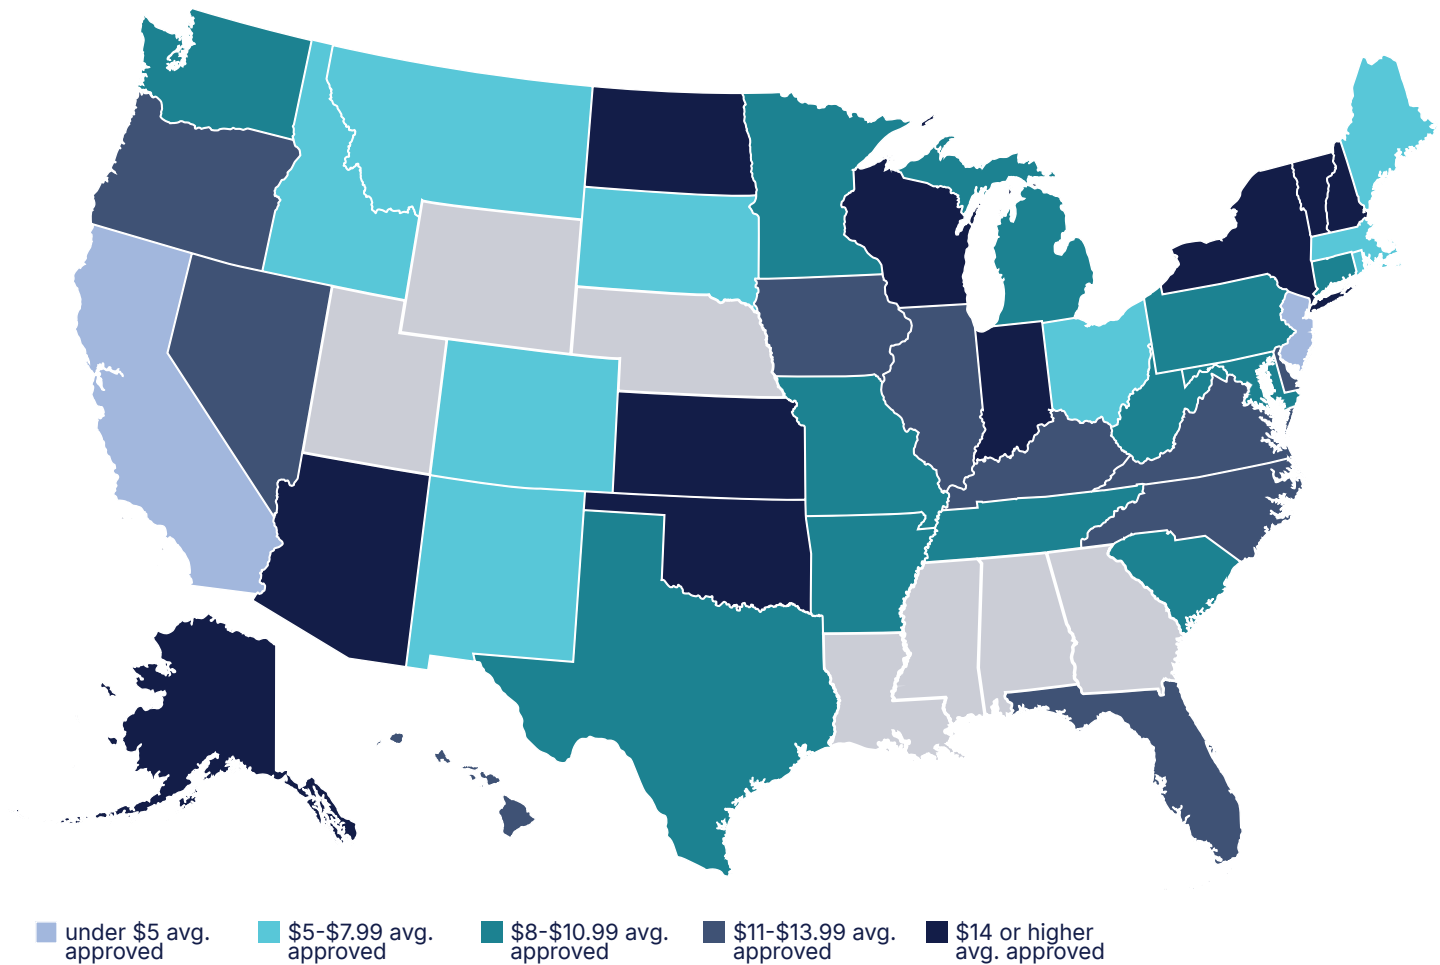 under $5 avg. approved
$5-$7.99 avg. approved
$8-$10.99 avg. approved
$11-$13.99 avg. approved
$14 or higher avg. approved